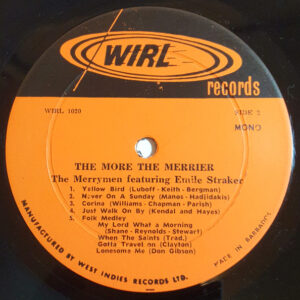 WIRL
records
WIRL 1020
SIDE 2
MONO
THE MORE THE MERRIER
The Merrymen featuring Emile Straker
1. Yellow Bird (Luboff - Keith - Bergman)
2. Never On A Sunday (Manos - Hadjidakis)
3. Corina (Williams - Chapman - Parish)
4. Just Walk On By (Kendal and Hayes)
5. Folk Medley
My Lord What a Morning
(Shane - Reynolds - Stewart)
When The Saints (Trad.)
Gotta Travel on (Clayton)
Lonesome Me (Don Gibson)
MANUFACTURED BY WEST INDIES RECORDS LTD.
MADE IN BARBADOS